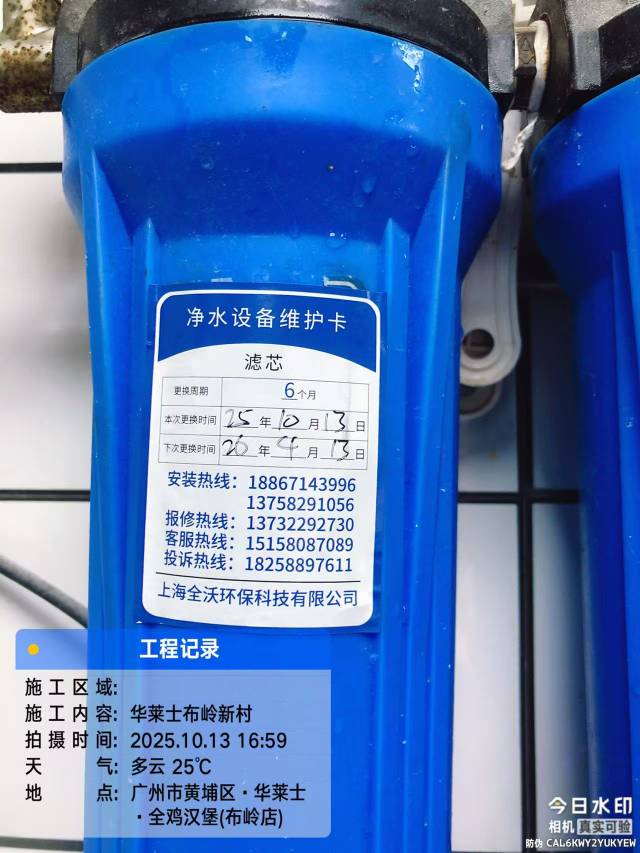 净水设备维护卡
滤芯
更换周期 6个月
本次更换时间 25年10月13日
下次更换时间 26年4月13日
安装热线：18867143996
13758291056
报修热线：13732292730
客服热线：15158087089
投诉热线：18258897611
上海全沃环保科技有限公司
工程记录
施工区域：
施工内容：华莱士布岭新村
拍摄时间：2025.10.13 16:59
天气：多云 25℃
地点：广州市黄埔区·华莱士
·全鸡汉堡(布岭店)
今日水印
相机 真实可验
防伪 CAL6KWY2YUKYEW